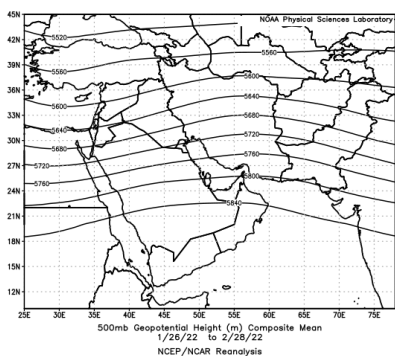 NOAA Physical Sciences Laboratory
45N
42N
39N
36N
33N
30N
27N
24N
21N
18N
15N
12N
5520
5560
5560
5600
5600
5640
5640
5680
5680
5720
5720
5760
5760
5800
5840
25E 30E 35E 40E 45E 50E 55E 60E 65E 70E 75E
500mb Geopotential Height (m) Composite Mean
1/26/22 to 2/28/22
NCEP/NCAR Reanalysis